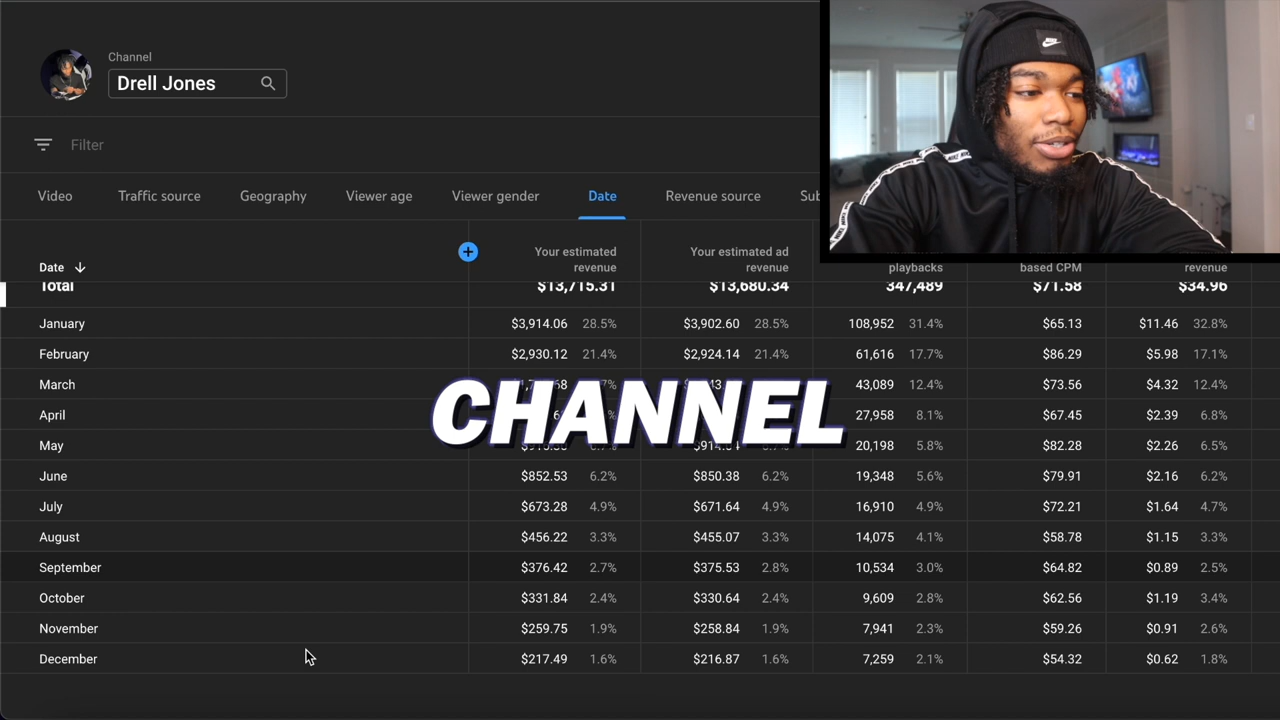 Channel
Drell Jones
Filter
Video Traffic source Geography Viewer age Viewer gender Date Revenue source Sub
Date Your estimated revenue Your estimated ad revenue playbacks based CPM revenue
Total $13,715.31 $13,680.34 347,489 $71.58 $34.96
January $3,914.06 28.5% $3,902.60 28.5% 108,952 31.4% $65.13 $11.46 32.8%
February $2,930.12 21.4% $2,924.14 21.4% 61,616 17.7% $86.29 $5.98 17.1%
March 43,089 12.4% $73.56 $4.32 12.4%
CHANNEL
April 27,958 8.1% $67.45 $2.39 6.8%
May 20,198 5.8% $82.28 $2.26 6.5%
June $852.53 6.2% $850.38 6.2% 19,348 5.6% $79.91 $2.16 6.2%
July $673.28 4.9% $671.64 4.9% 16,910 4.9% $72.21 $1.64 4.7%
August $456.22 3.3% $455.07 3.3% 14,075 4.1% $58.78 $1.15 3.3%
September $376.42 2.7% $375.53 2.8% 10,534 3.0% $64.82 $0.89 2.5%
October $331.84 2.4% $330.64 2.4% 9,609 2.8% $62.56 $1.19 3.4%
November $259.75 1.9% $258.84 1.9% 7,941 2.3% $59.26 $0.91 2.6%
December $217.49 1.6% $216.87 1.6% 7,259 2.1% $54.32 $0.62 1.8%